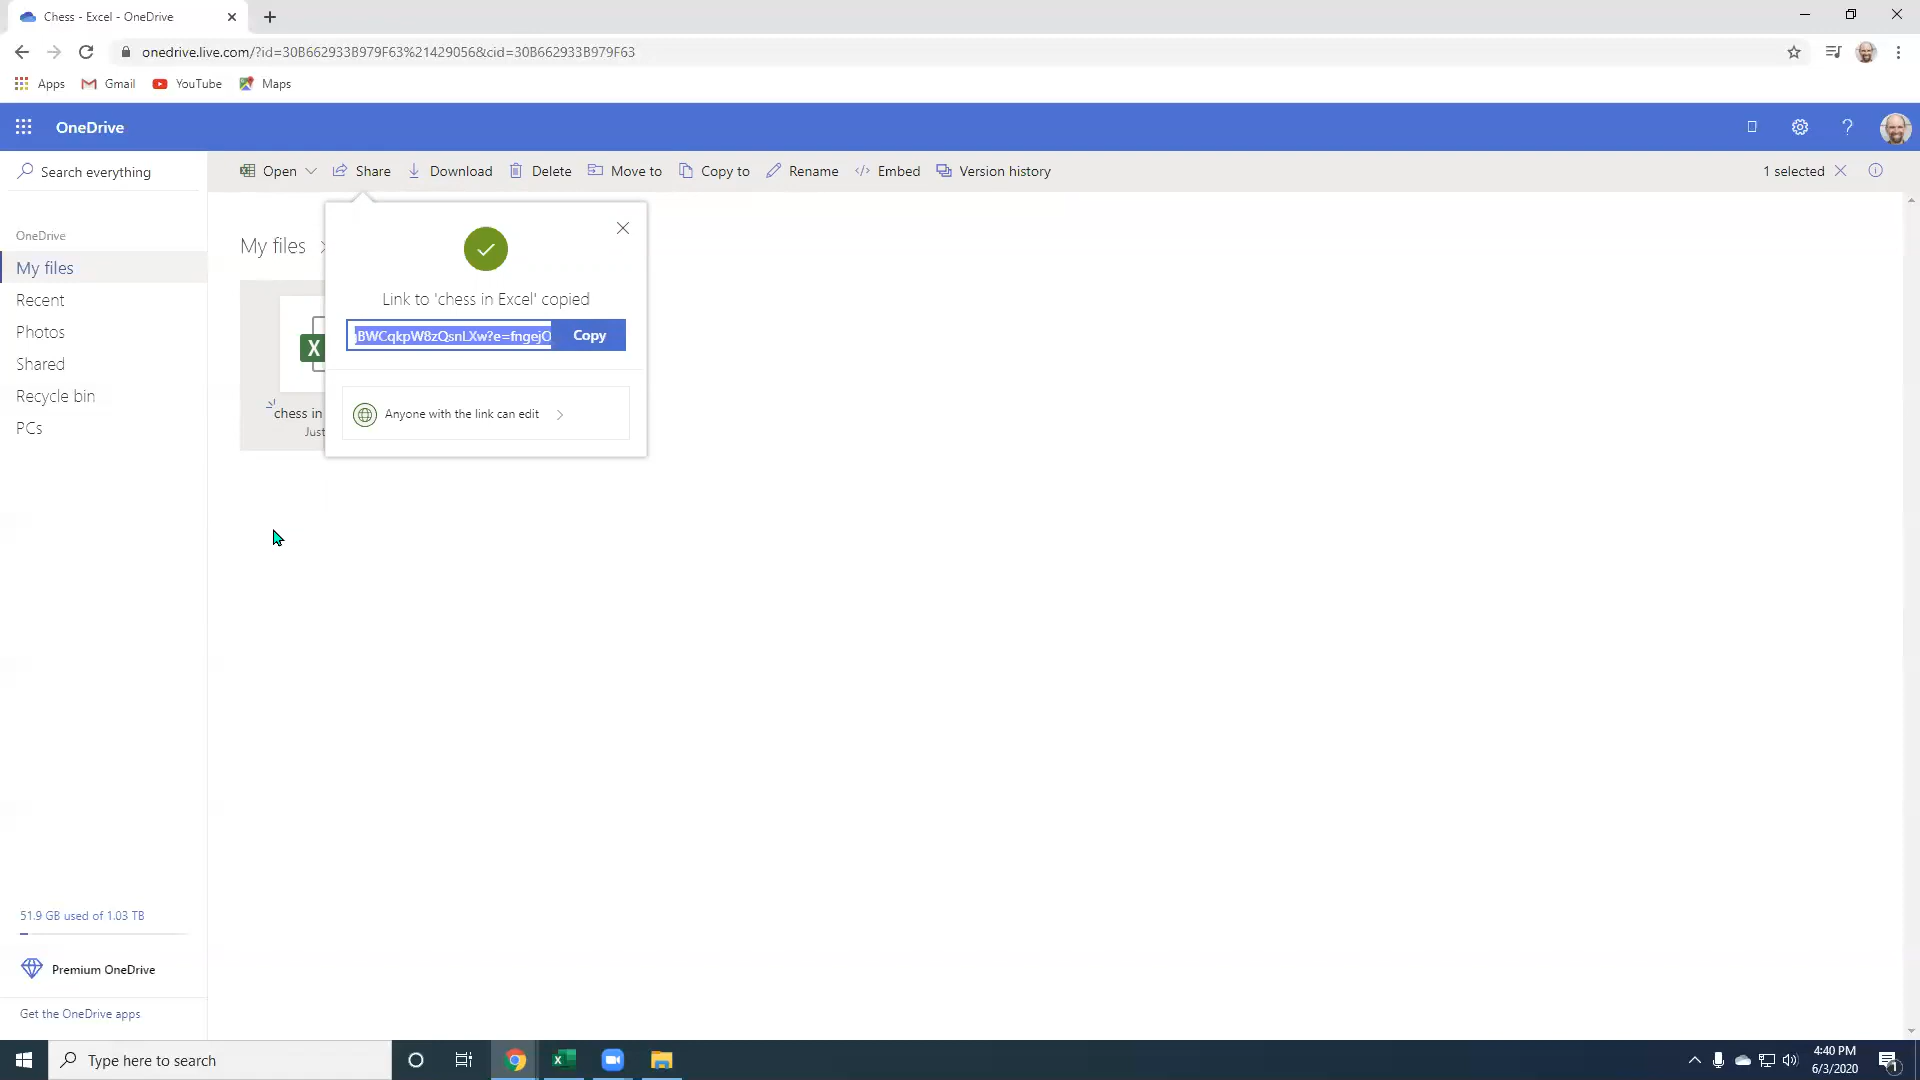 Chess - Excel - OneDrive
onedrive.live.com/?id=30B662933B979F63%21429056&cid=30B662933B979F63
Apps Gmail YouTube Maps
OneDrive
Search everything
Open Share Download Delete Move to Copy to Rename Embed Version history 1 selected
OneDrive
My files
Recent
Photos
Shared
Recycle bin
PCs
My files
X
chess in
Just
Link to 'chess in Excel' copied
BWCqkpW8zQsnLXw?e=fngejO
Copy
Anyone with the link can edit
51.9 GB used of 1.03 TB
Premium OneDrive
Get the OneDrive apps
Type here to search
4:40 PM
6/3/2020
1